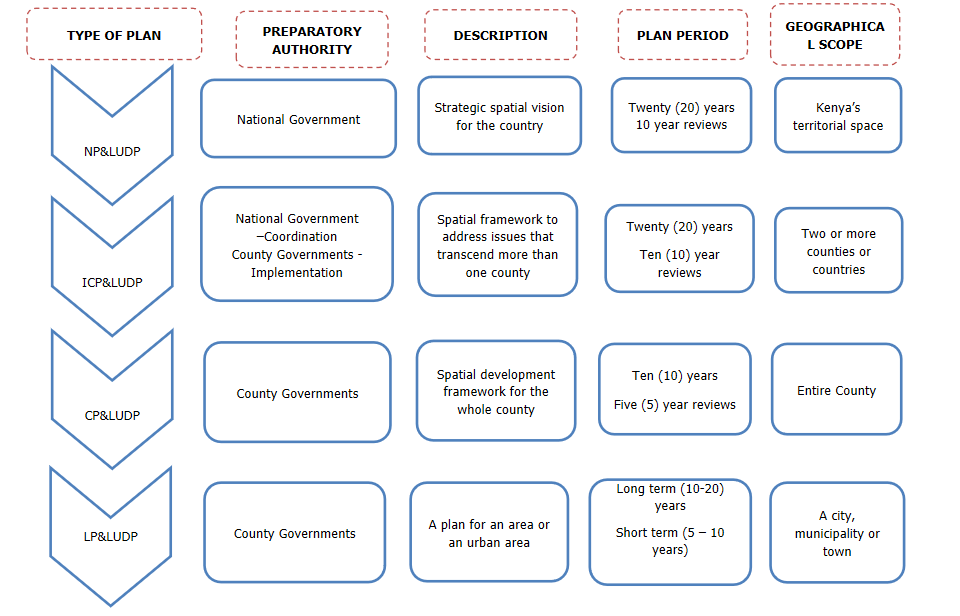 TYPE OF PLAN
PREPARATORY
AUTHORITY
DESCRIPTION
PLAN PERIOD
GEOGRAPHICA
L SCOPE
NP&LUDP
National Government
Strategic spatial vision
for the country
Twenty (20) years
10 year reviews
Kenya’s
territorial space
ICP&LUDP
National Government
–Coordination
County Governments -
Implementation
Spatial framework to
address issues that
transcend more than
one county
Twenty (20) years
Ten (10) year
reviews
Two or more
counties or
countries
CP&LUDP
County Governments
Spatial development
framework for the
whole county
Ten (10) years
Five (5) year reviews
Entire County
LP&LUDP
County Governments
A plan for an area or
an urban area
Long term (10-20)
years
Short term (5 – 10
years)
A city,
municipality or
town